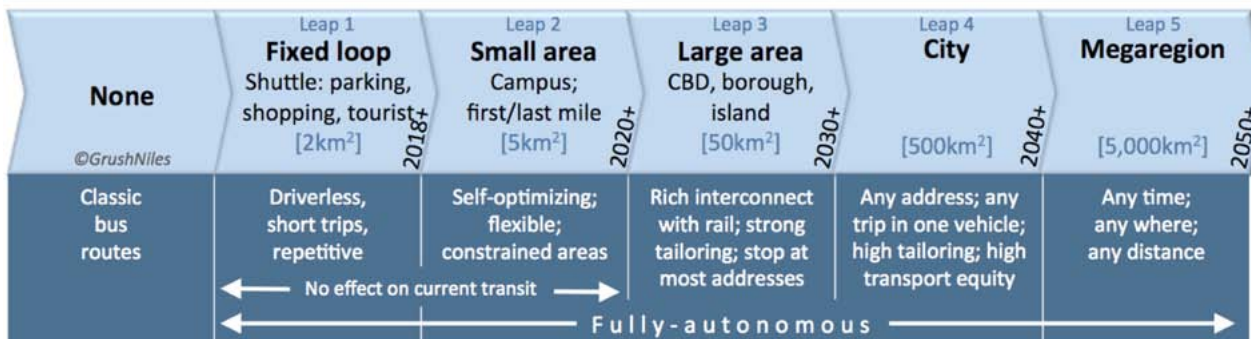 None
©GrushNiles
Leap 1
Fixed loop
Shuttle: parking,
shopping, tourist
[2km²]
2018+
Leap 2
Small area
Campus;
first/last mile
[5km²]
2020+
Leap 3
Large area
CBD, borough,
island
[50km²]
2030+
Leap 4
City
[500km²]
2040+
Leap 5
Megaregion
[5,000km²]
2050+
Classic
bus
routes
Driverless,
short trips,
repetitive
Self-optimizing;
flexible;
constrained areas
Rich interconnect
with rail; strong
tailoring; stop at
most addresses
Any address; any
trip in one vehicle;
high tailoring; high
transport equity
Any time;
any where;
any distance
No effect on current transit
Fully-autonomous